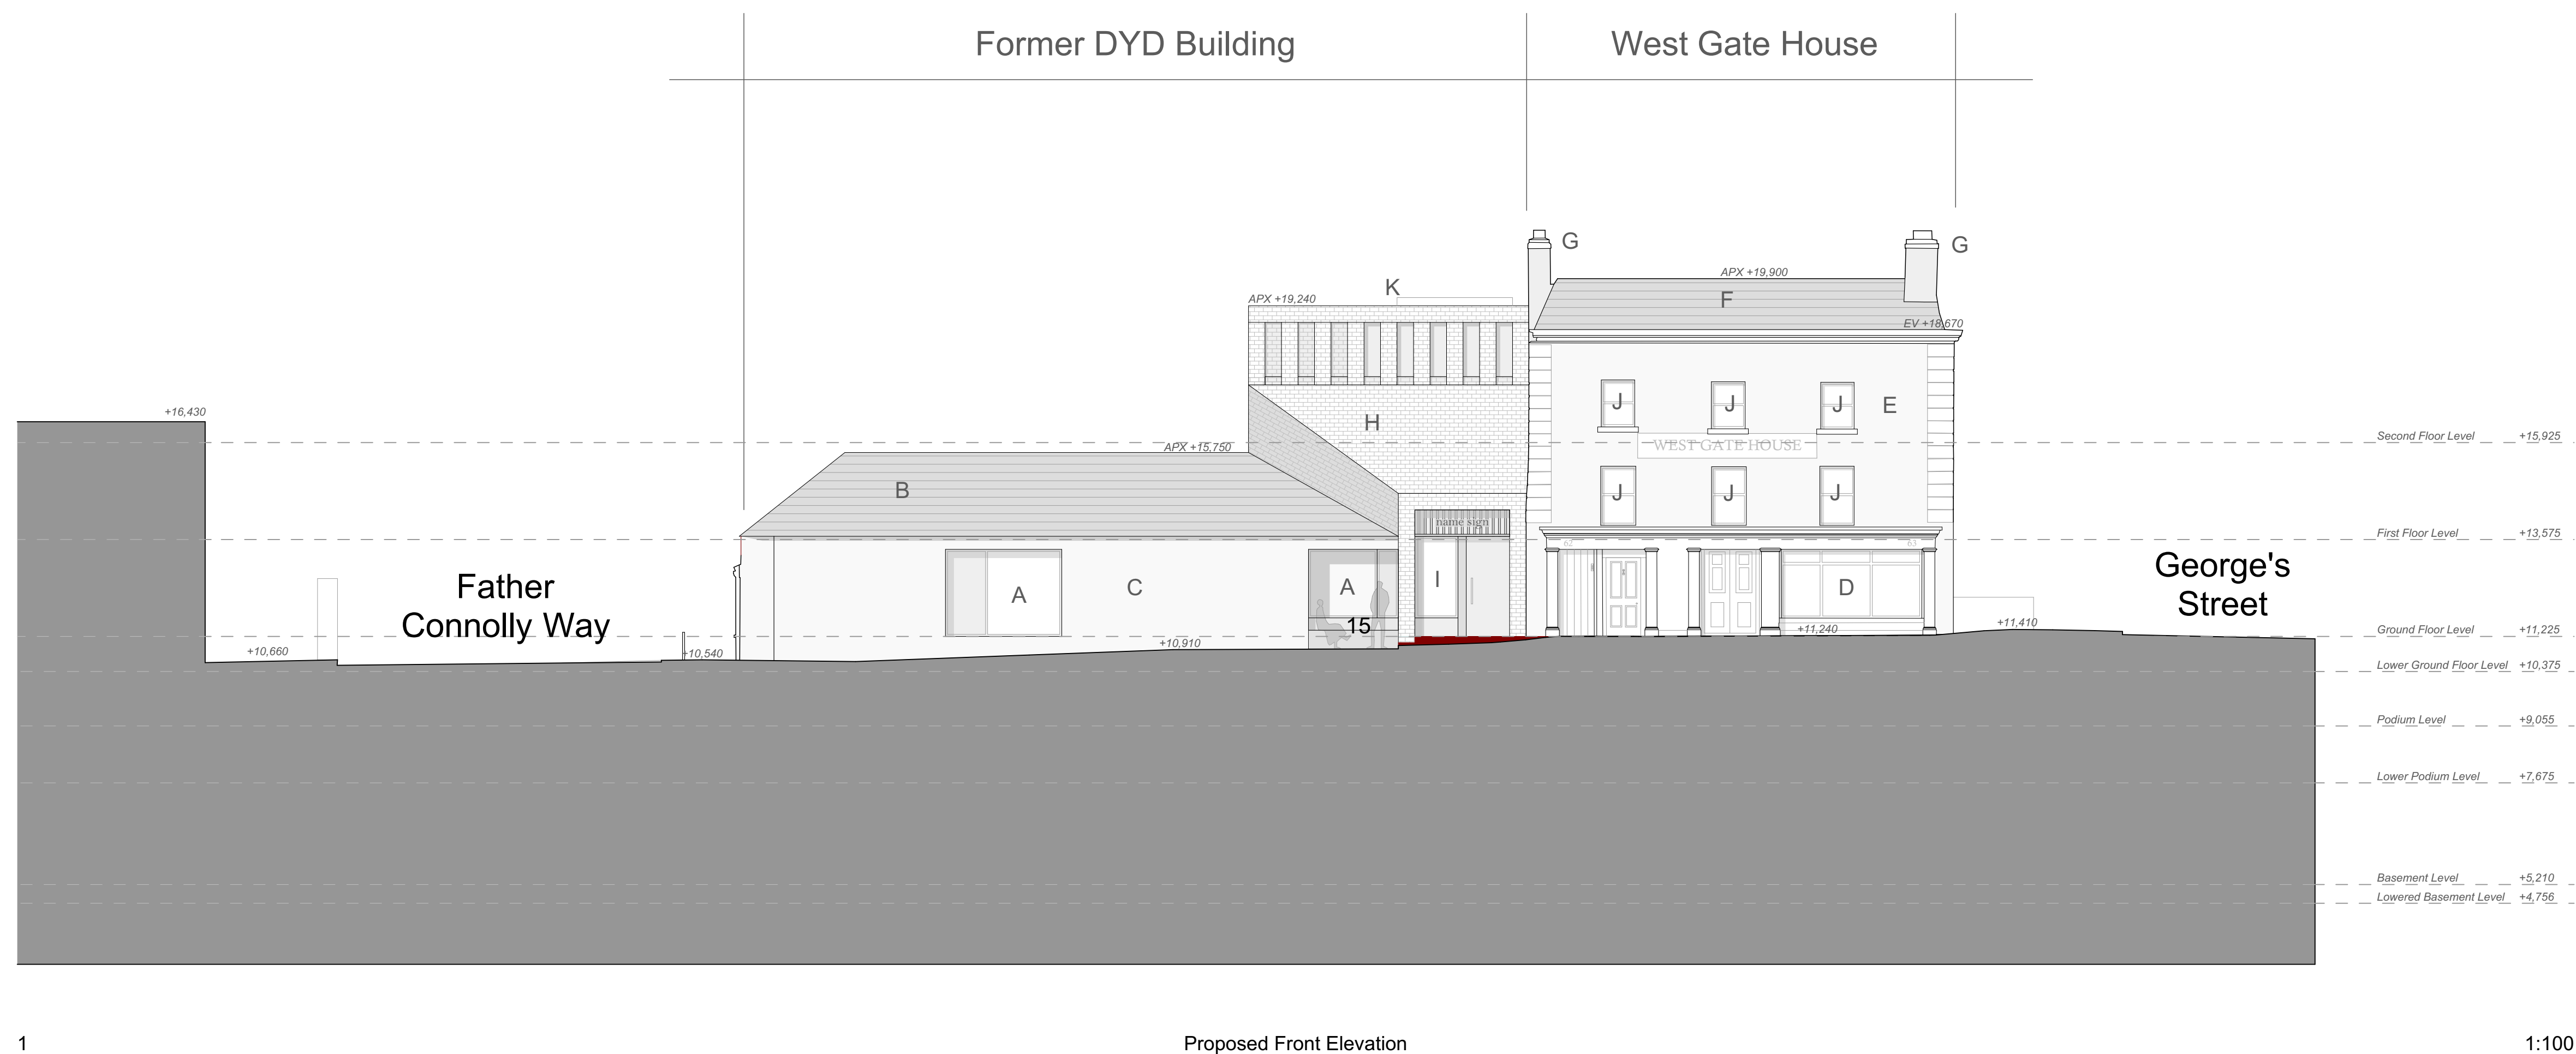 Former DYD Building
West Gate House
G
G
APX +19,900
K
APX +19,240
F
EV +18,670
+16,430
J
J
J
E
H
Second Floor Level +15,925
WEST GATE HOUSE
APX +15,750
B
J
J
J
name sign
First Floor Level +13,575
62
63
Father
Connolly Way
George's
Street
A
C
A
I
D
15
+11,240
+11,410
Ground Floor Level +11,225
+10,660
+10,540
+10,910
Lower Ground Floor Level +10,375
Podium Level +9,055
Lower Podium Level +7,675
Basement Level +5,210
Lowered Basement Level +4,756
1
Proposed Front Elevation
1:100